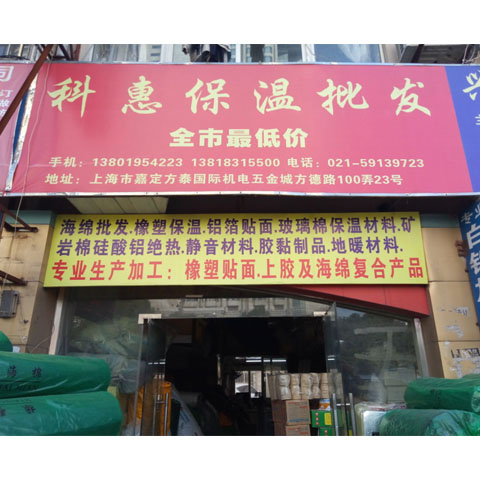 科惠保温批发
全市最低价
手机：13801954223 13818315500 电话：021-59139723
地址：上海市嘉定方泰国际机电五金城方德路100弄23号
海绵批发.橡塑保温.铝箔贴面.玻璃棉保温材料.矿
岩棉硅酸铝绝热.静音材料.胶黏制品.地暖材料.
专业生产加工：橡塑贴面.上胶及海绵复合产品
司
订
兴
专
白